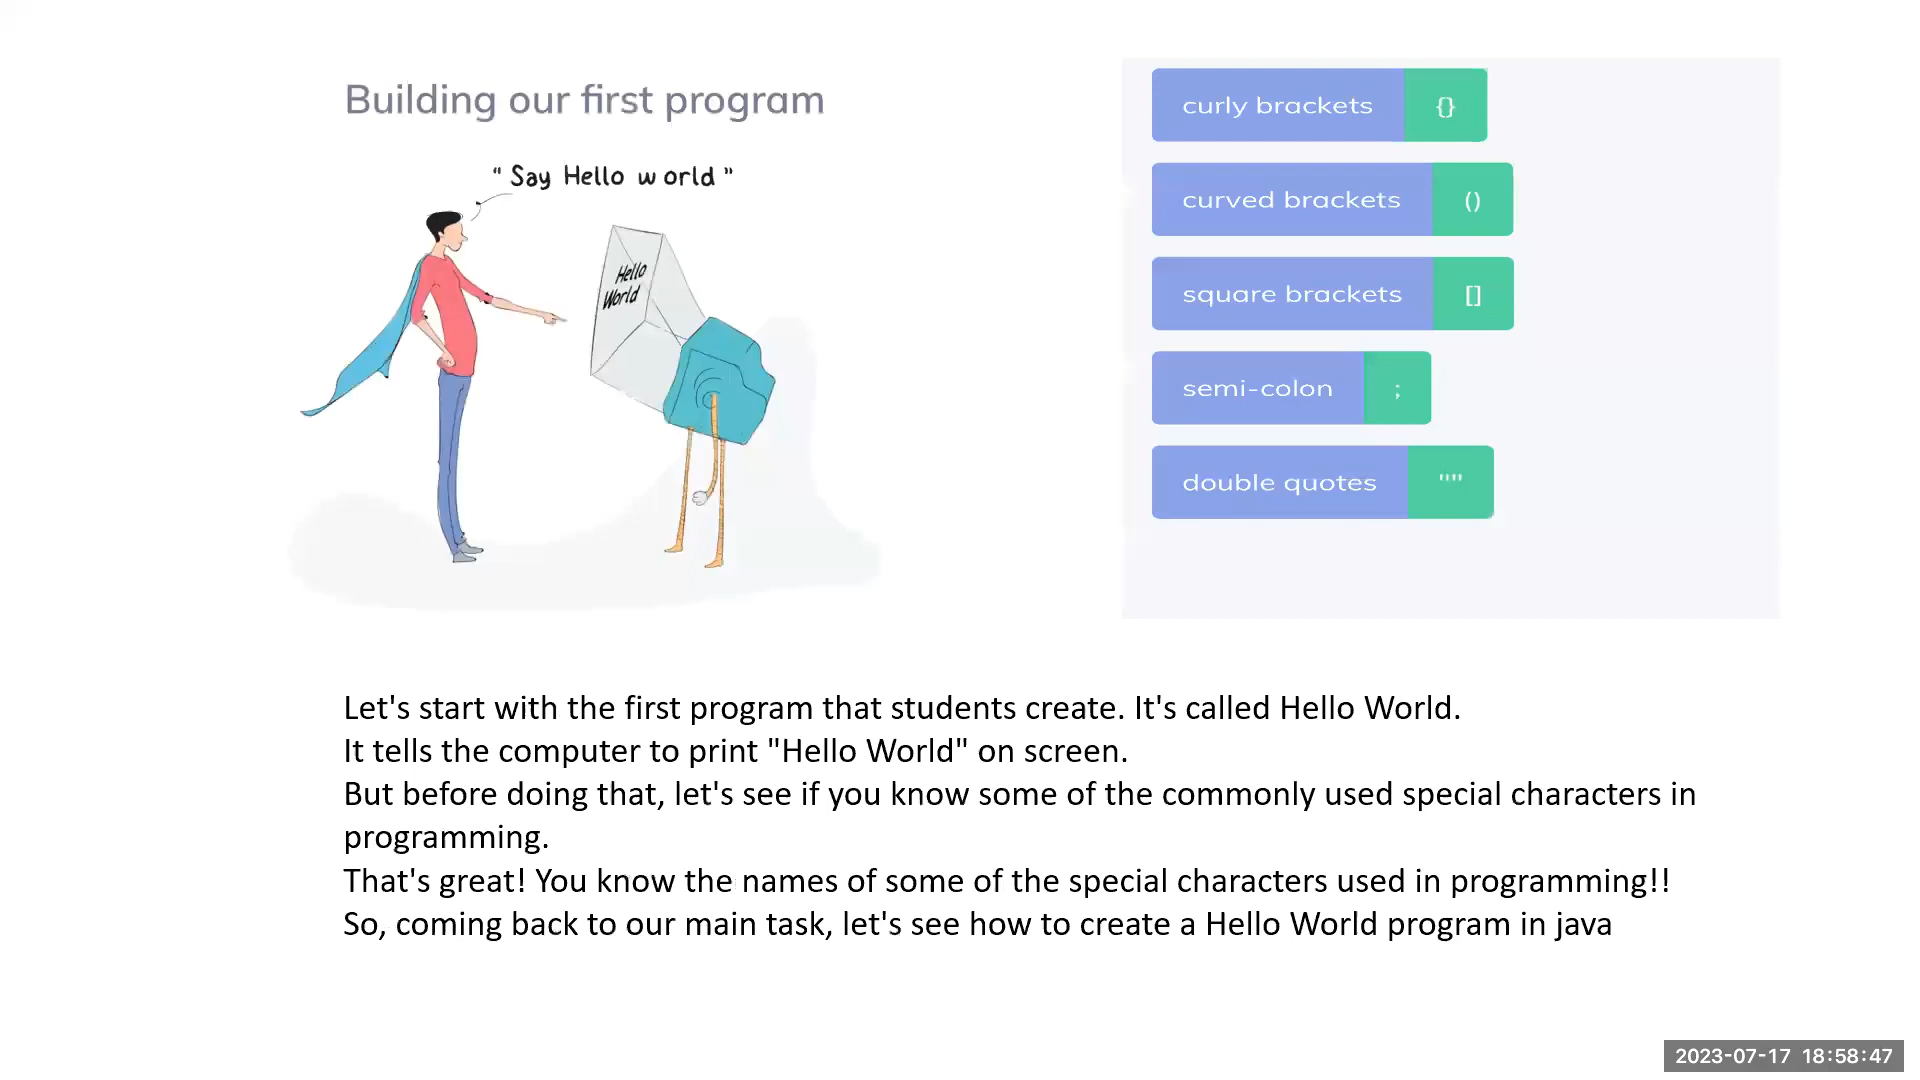 Building our first program
" Say Hello world "
Hello
World
curly brackets {}
curved brackets ()
square brackets []
semi-colon ;
double quotes ""
Let's start with the first program that students create. It's called Hello World.
It tells the computer to print "Hello World" on screen.
But before doing that, let's see if you know some of the commonly used special characters in
programming.
That's great! You know the names of some of the special characters used in programming!!
So, coming back to our main task, let's see how to create a Hello World program in java
2023-07-17 18:58:47